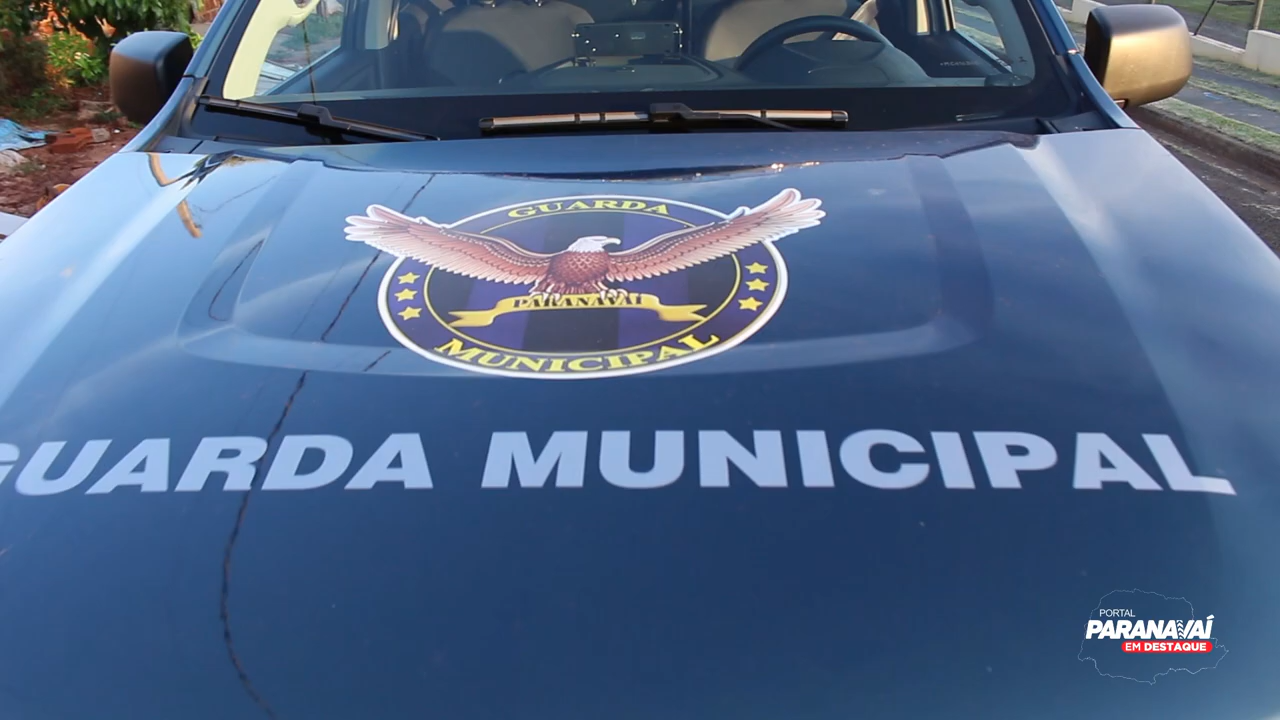 GUARDA
PARANAVAÍ
MUNICIPAL
GUARDA MUNICIPAL
PORTAL
PARANAVAÍ
EM DESTAQUE